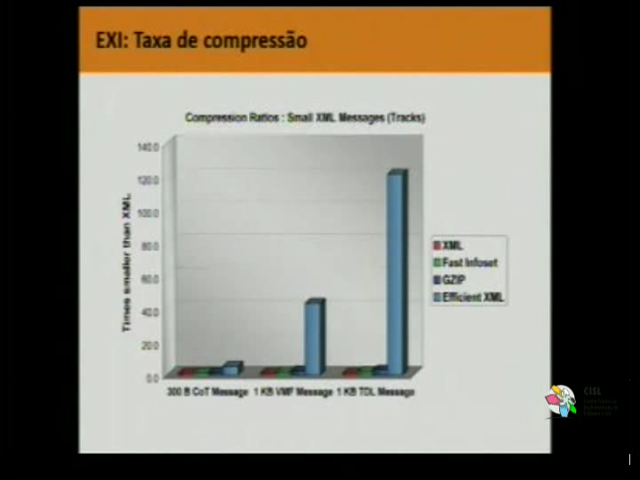 EXI: Taxa de compressão
Compression Ratios : Small XML Messages (Tracks)
Times smaller than XML
140.0
120.0
100.0
80.0
60.0
40.0
20.0
0.0
300 B CoT Message 1 KB VMF Message 1 KB TDL Message
XML
Fast Infoset
GZIP
Efficient XML
CISL